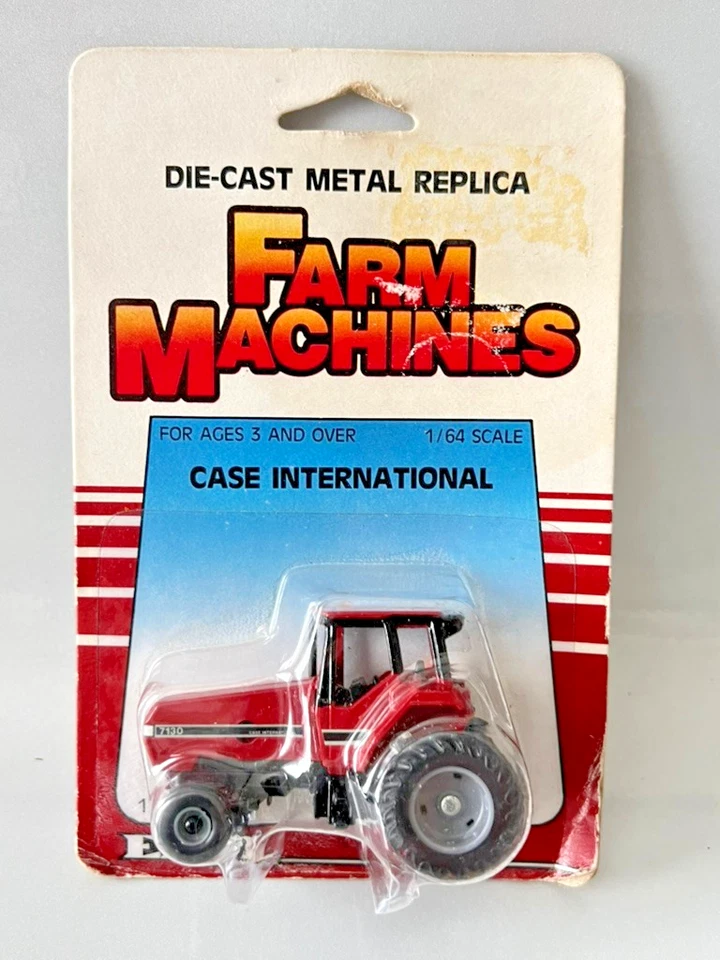 DIE-CAST METAL REPLICA
FARM
MACHINES
FOR AGES 3 AND OVER 1/64 SCALE
CASE INTERNATIONAL
7130